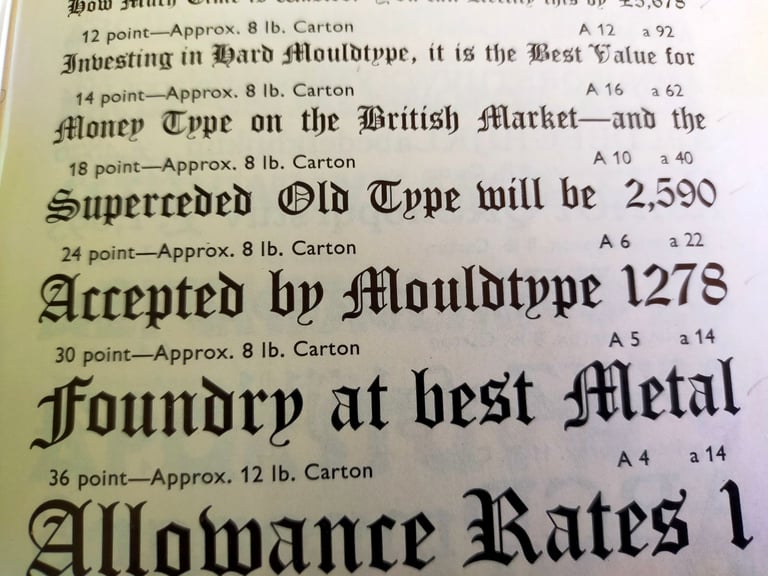 How Much
12 point—Approx. 8 lb. Carton A 12 a 92
Investing in Hard Mouldtype, it is the Best Value for
14 point—Approx. 8 lb. Carton A 16 a 62
Money Type on the British Market—and the
18 point—Approx. 8 lb. Carton A 10 a 40
Superceded Old Type will be 2,590
24 point—Approx. 8 lb. Carton A 6 a 22
Accepted by Mouldtype 1278
30 point—Approx. 8 lb. Carton A 5 a 14
Foundry at best Metal
36 point—Approx. 12 lb. Carton A 4 a 14
Allowance Rates 1